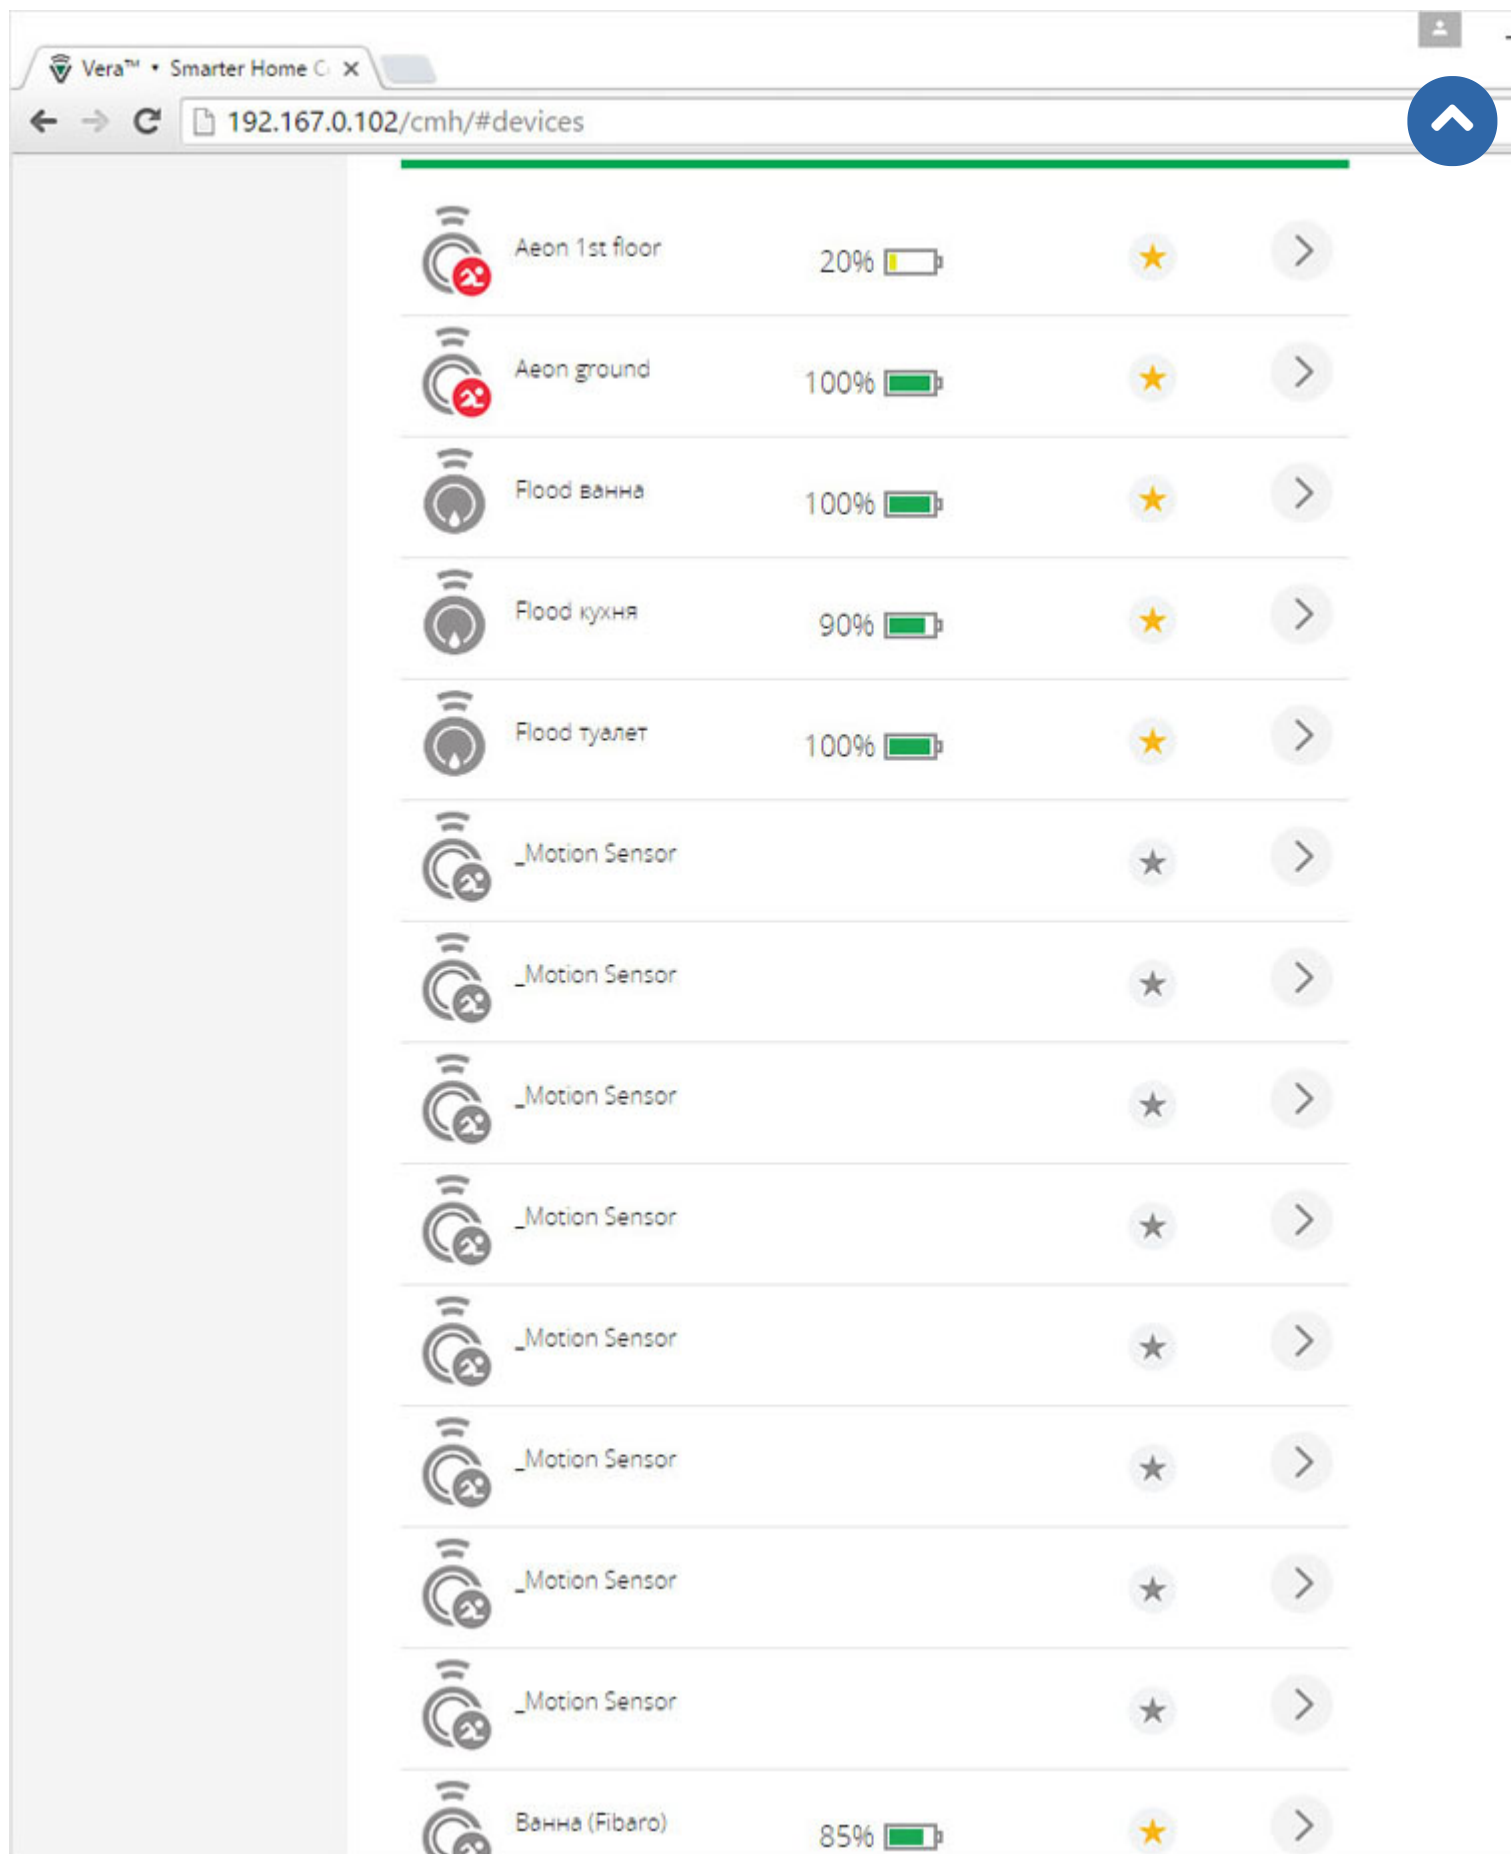 Vera™ • Smarter Home C
192.167.0.102/cmh/#devices
Aeon 1st floor 20%
Aeon ground 100%
Flood ванна 100%
Flood кухня 90%
Flood туалет 100%
_Motion Sensor
_Motion Sensor
_Motion Sensor
_Motion Sensor
_Motion Sensor
_Motion Sensor
_Motion Sensor
_Motion Sensor
Ванна (Fibaro) 85%